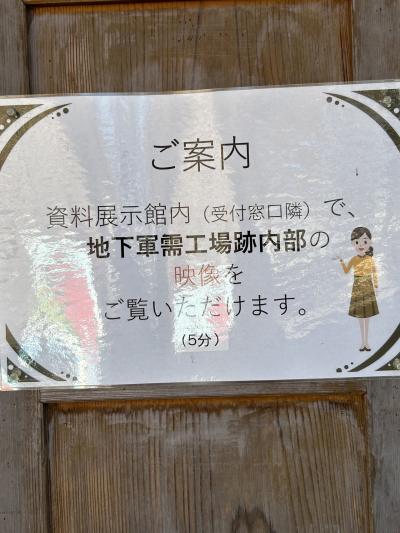 ご案内
資料展示館内（受付窓口隣）で、
地下軍需工場跡内部の
映像を
ご覧いただけます。
（5分）